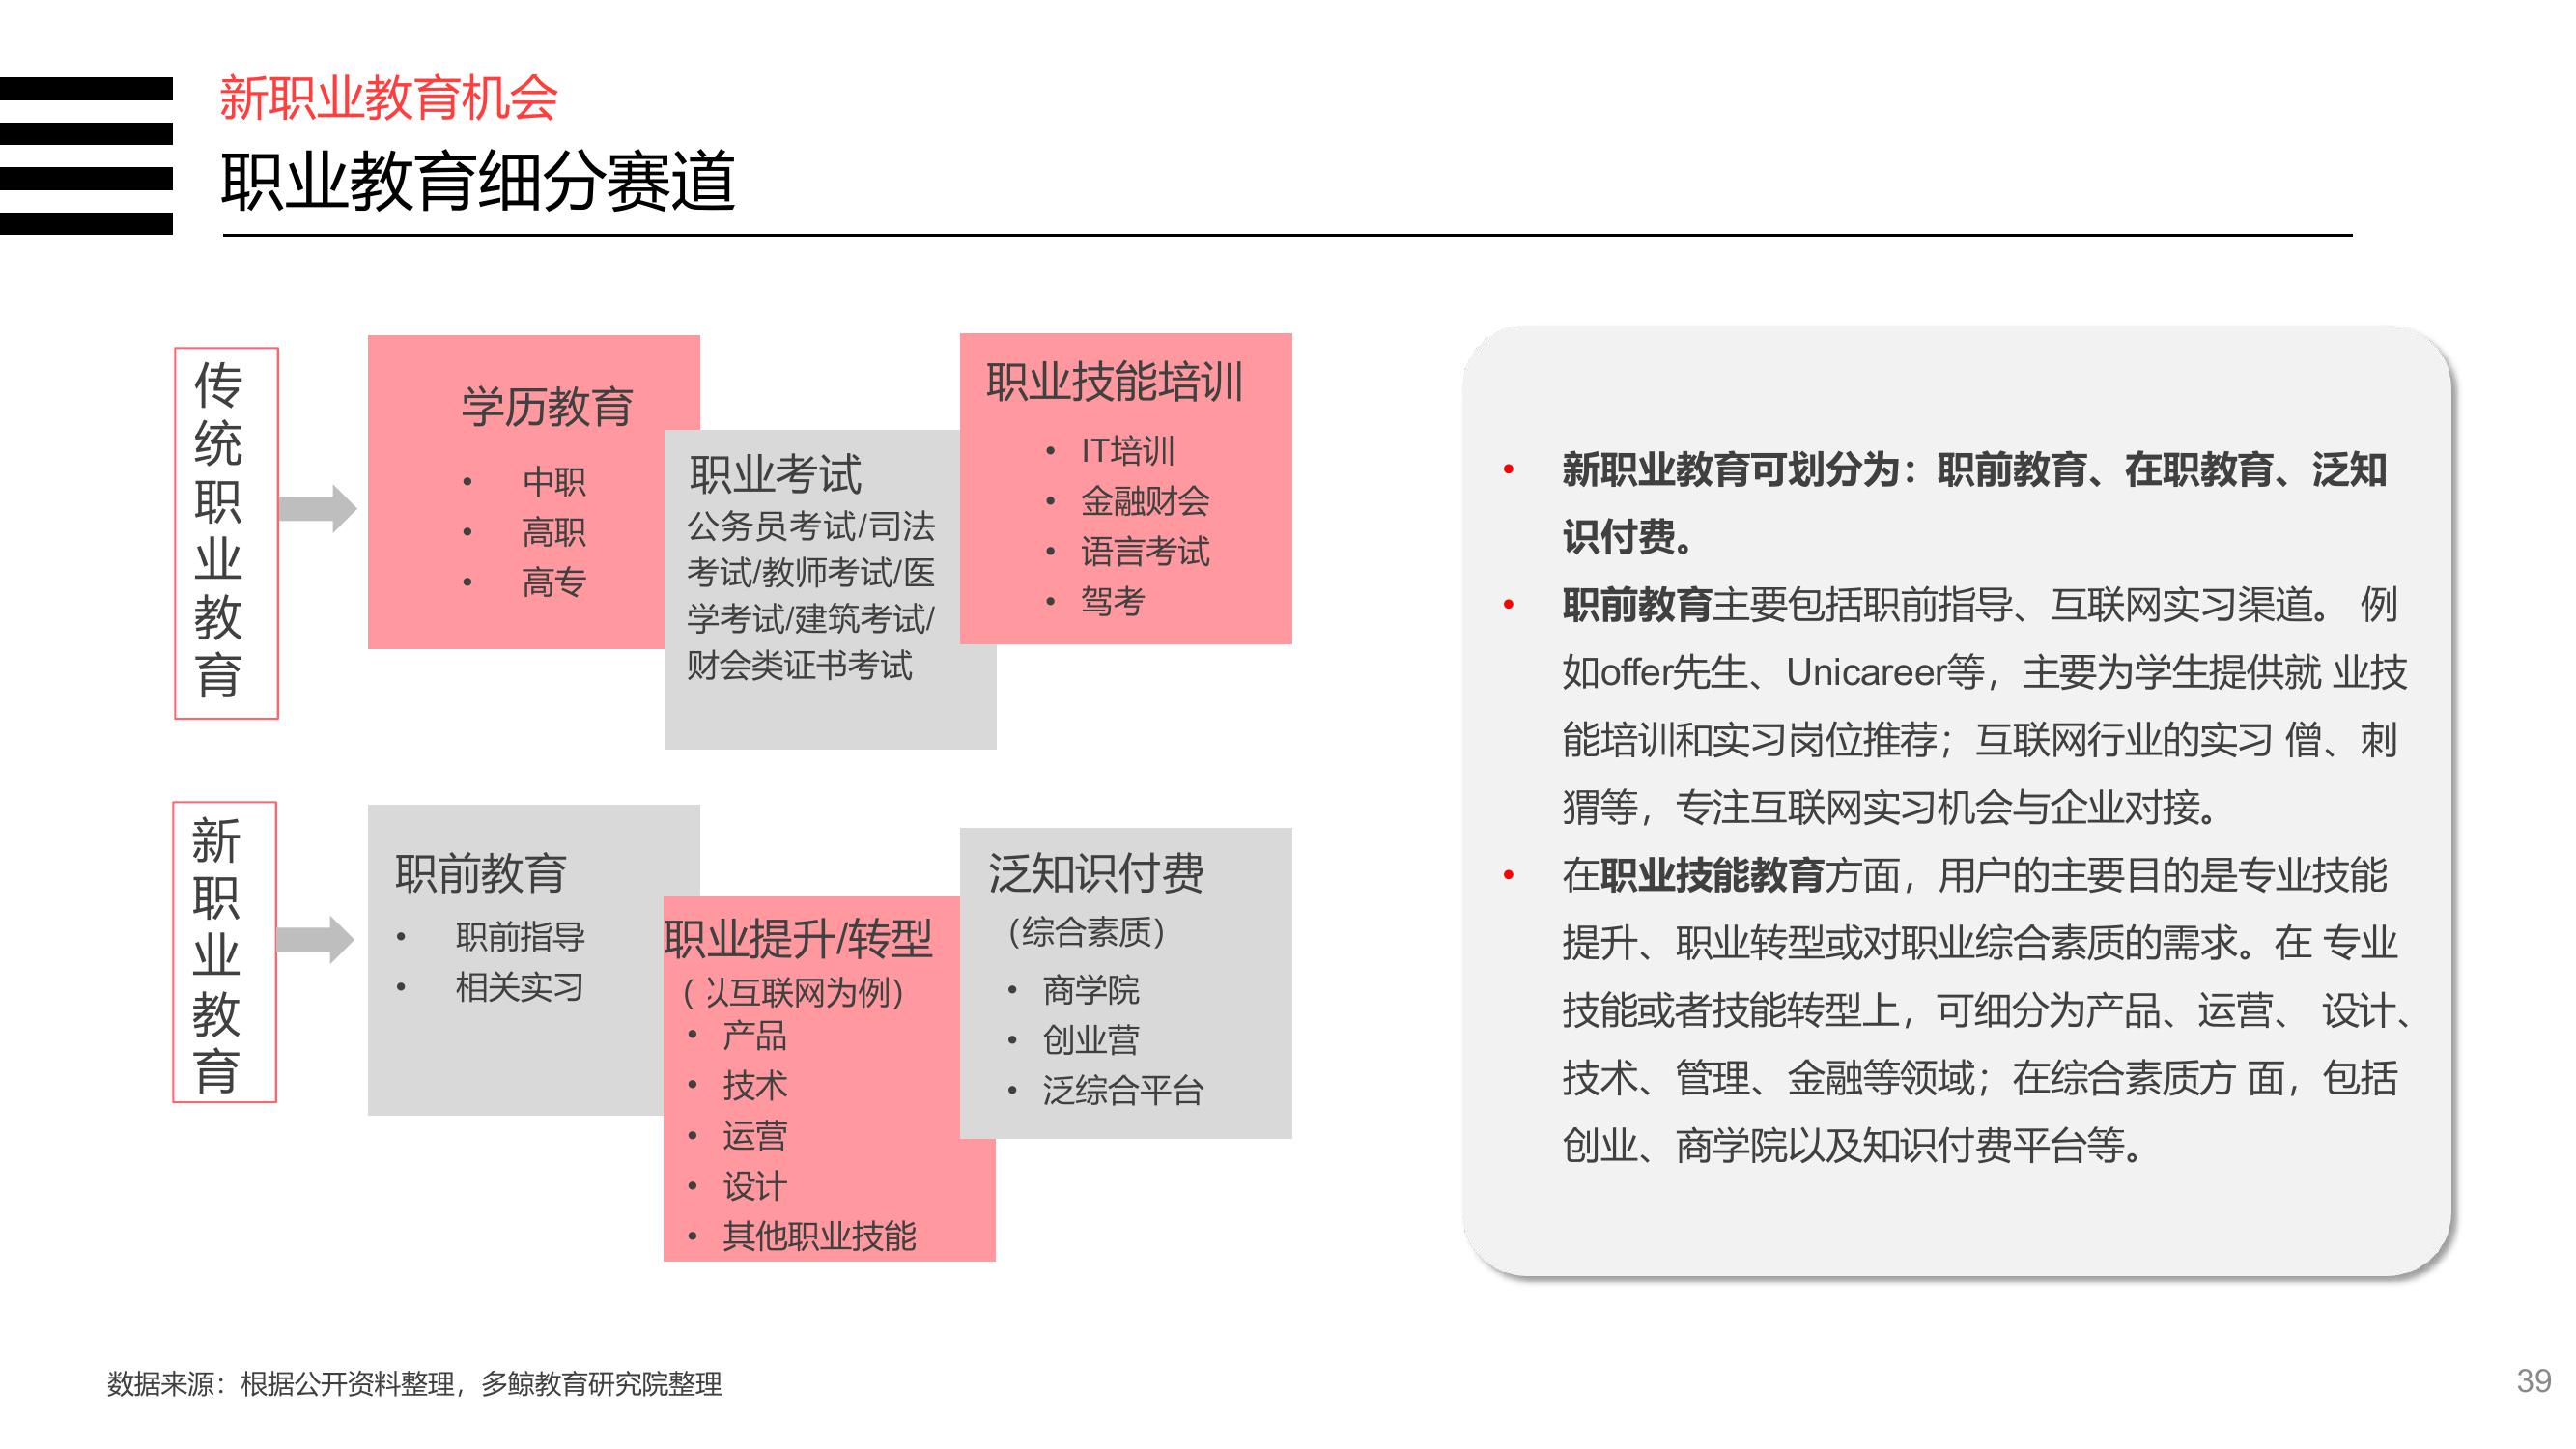 新职业教育机会
职业教育细分赛道
传
统
职
业
教
育
学历教育
• 中职
• 高职
• 高专
职业考试
公务员考试/司法
考试/教师考试/医
学考试/建筑考试/
财会类证书考试
职业技能培训
• IT培训
• 金融财会
• 语言考试
• 驾考
新
职
业
教
育
职前教育
• 职前指导
• 相关实习
职业提升/转型
（ 以互联网为例）
• 产品
• 技术
• 运营
• 设计
• 其他职业技能
泛知识付费
（综合素质）
• 商学院
• 创业营
• 泛综合平台
• 新职业教育可划分为：职前教育、在职教育、泛知
识付费。
• 职前教育主要包括职前指导、互联网实习渠道。 例
如offer先生、Unicareer等，主要为学生提供就 业技
能培训和实习岗位推荐；互联网行业的实习 僧、刺
猬等，专注互联网实习机会与企业对接。
• 在职业技能教育方面，用户的主要目的是专业技能
提升、职业转型或对职业综合素质的需求。在 专业
技能或者技能转型上，可细分为产品、运营、 设计、
技术、管理、金融等领域；在综合素质方 面，包括
创业、商学院以及知识付费平台等。
数据来源：根据公开资料整理，多鲸教育研究院整理
39